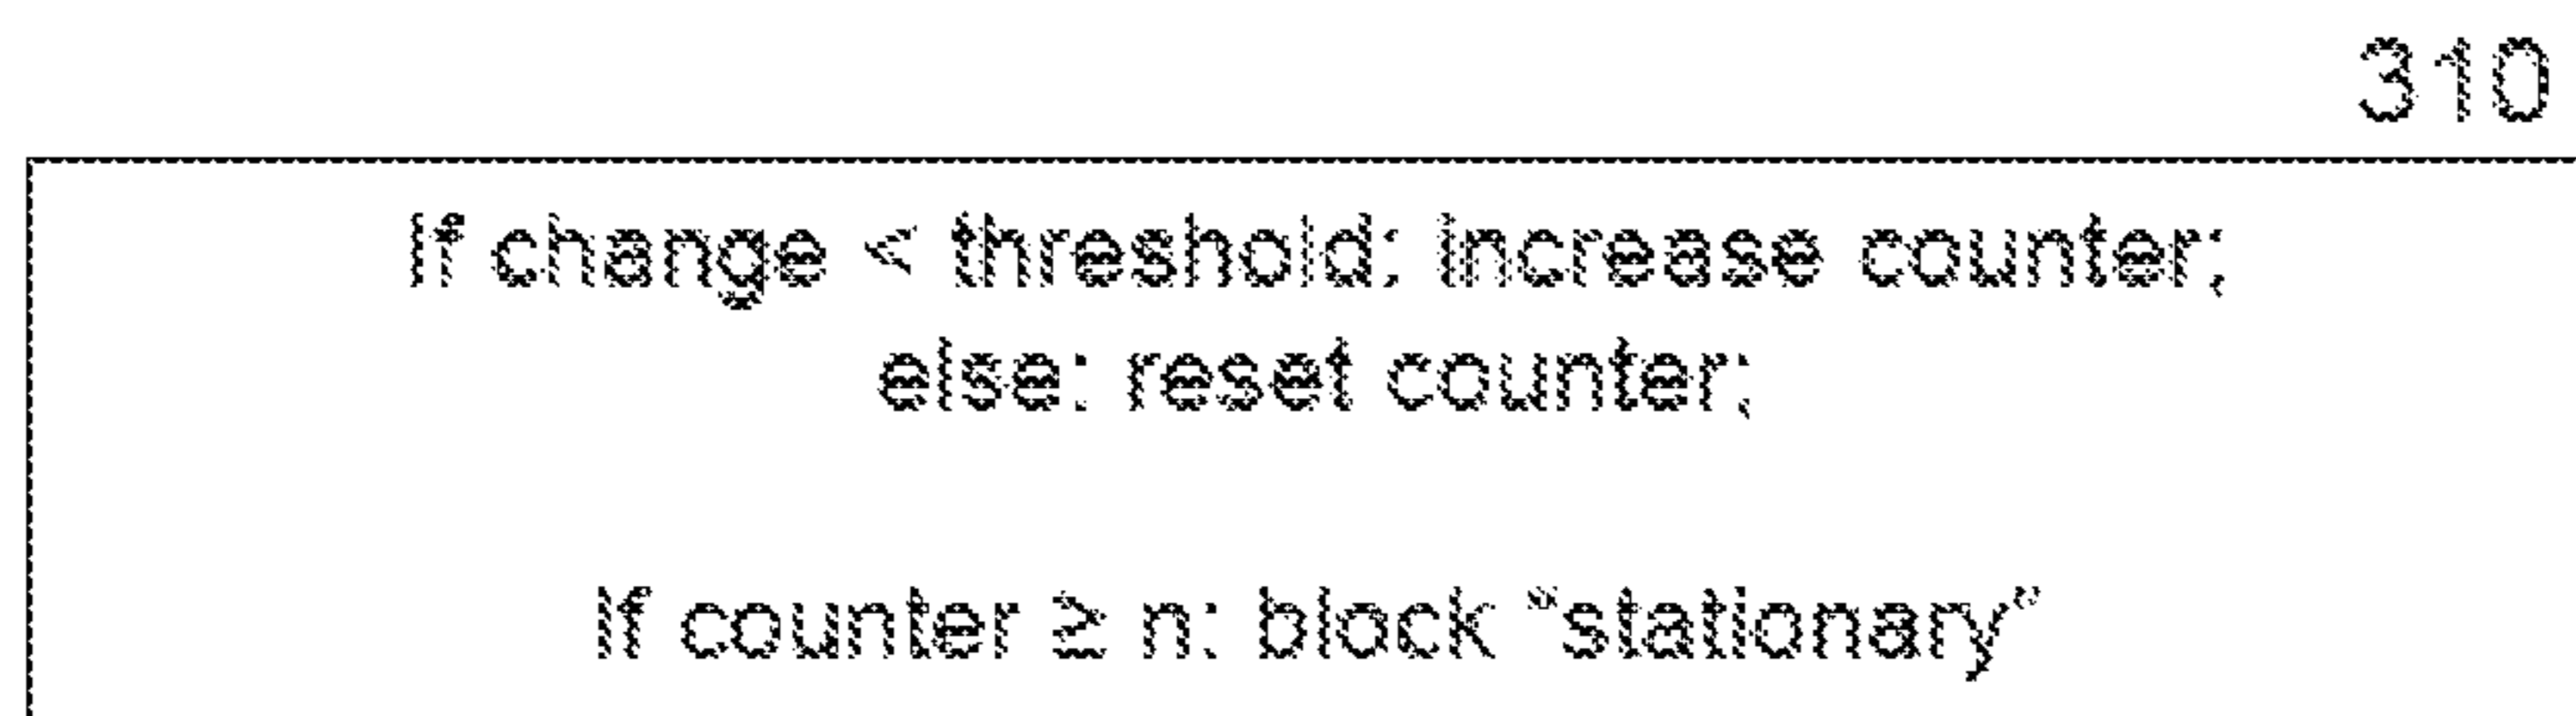 310
If change < threshold: increase counter;
else: reset counter;
If counter ≥ n: block “stationary”